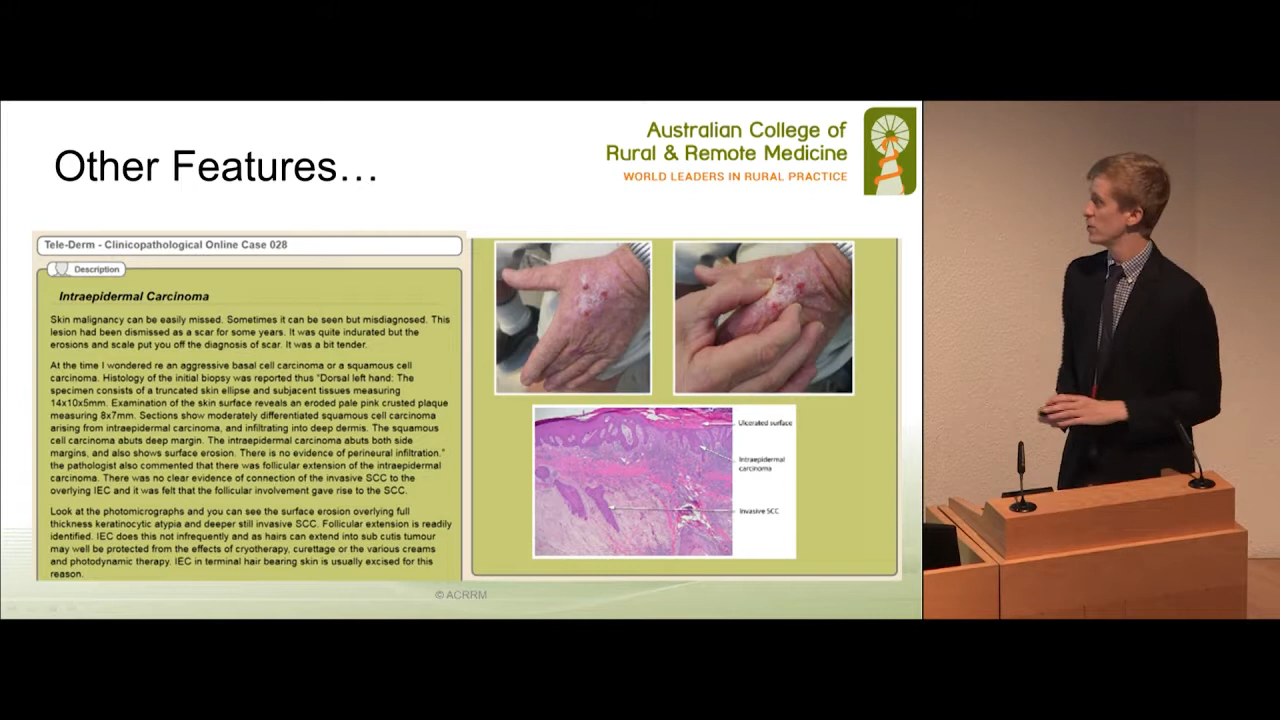 Other Features…
Australian College of
Rural & Remote Medicine
WORLD LEADERS IN RURAL PRACTICE
Tele-Derm - Clinicopathological Online Case 028
Description
Intraepidermal Carcinoma
Skin malignancy can be easily missed. Sometimes it can be seen but misdiagnosed. This
lesion had been dismissed as a scar for some years. It was quite indurated but the
erosions and scale put you off the diagnosis of scar. It was a bit tender.
At the time I wondered re an aggressive basal cell carcinoma or a squamous cell
carcinoma. Histology of the initial biopsy was reported thus "Dorsal left hand: The
specimen consists of a truncated skin ellipse and subjacent tissues measuring
14x10x5mm. Examination of the skin surface reveals an eroded pale pink crusted plaque
measuring 8x7mm. Sections show moderately differentiated squamous cell carcinoma
arising from intraepidermal carcinoma, and infiltrating into deep dermis. The squamous
cell carcinoma abuts deep margin. The intraepidermal carcinoma abuts both side
margins, and also shows surface erosion. There is no evidence of perineural infiltration."
the pathologist also commented that there was follicular extension of the intraepidermal
carcinoma. There was no clear evidence of connection of the invasive SCC to the
overlying IEC and it was felt that the follicular involvement gave rise to the SCC.
Look at the photomicrographs and you can see the surface erosion overlying full
thickness keratinocytic atypia and deeper still invasive SCC. Follicular extension is readily
identified. IEC does this not infrequently and as hairs can extend into sub cutis tumour
may well be protected from the effects of cryotherapy, curettage or the various creams
and photodynamic therapy. IEC in terminal hair bearing skin is usually excised for this
reason.
Ulcerated surface
Intraepidermal
carcinoma
Invasive SCC
© ACRRM